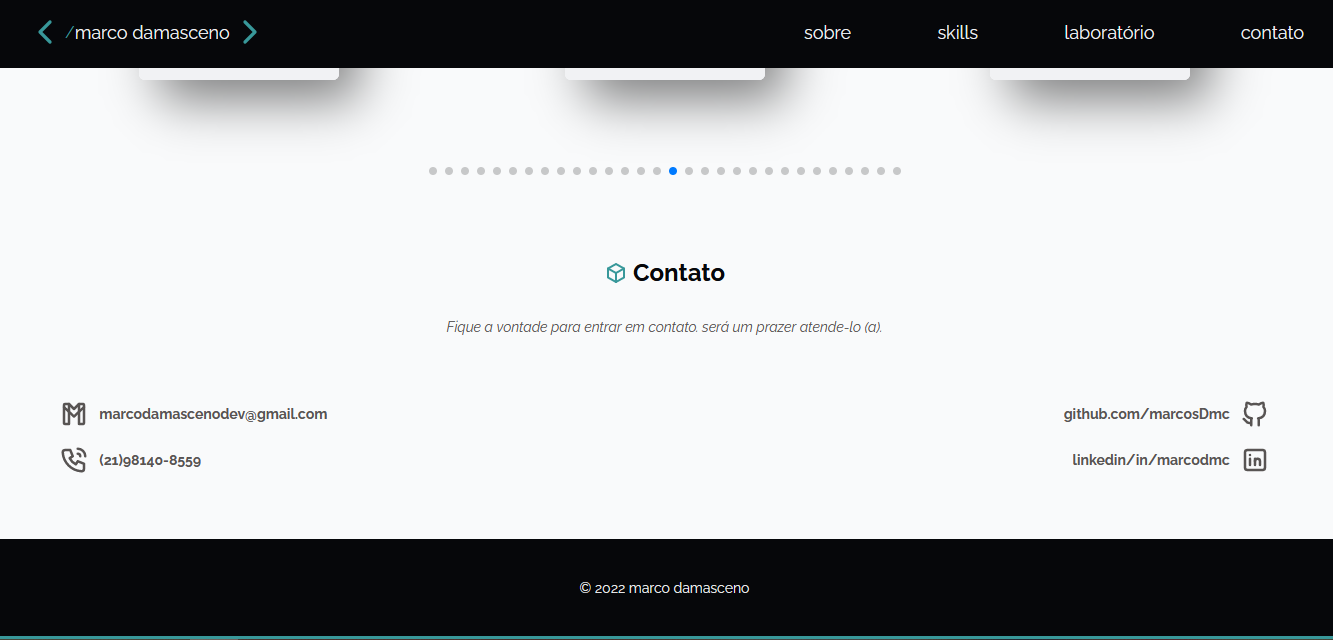 /marco damasceno
sobre
skills
laboratório
contato
Contato
Fique a vontade para entrar em contato. será um prazer atende-lo (a).
marcodamascenodev@gmail.com
github.com/marcosDmc
(21)98140-8559
linkedin/in/marcodmc
© 2022 marco damasceno